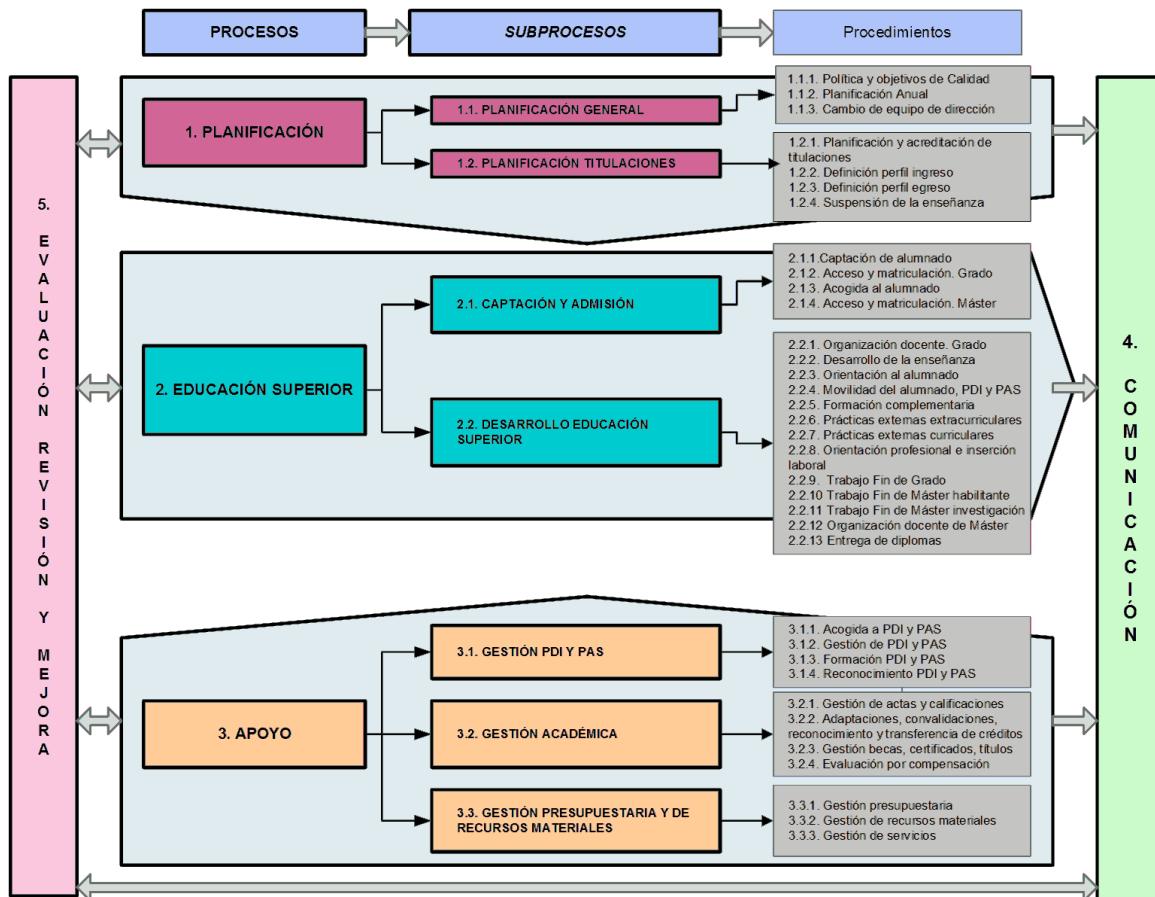 PROCESOS
SUBPROCESOS
Procedimientos
5.
EVALUACIÓN
REVISIÓN
Y
MEJORA
1. PLANIFICACIÓN
1.1. PLANIFICACIÓN GENERAL
1.1.1. Política y objetivos de Calidad
1.1.2. Planificación Anual
1.1.3. Cambio de equipo de dirección
1.2. PLANIFICACIÓN TITULACIONES
1.2.1. Planificación y acreditación de
titulaciones
1.2.2. Definición perfil ingreso
1.2.3. Definición perfil egreso
1.2.4. Suspensión de la enseñanza
2. EDUCACIÓN SUPERIOR
2.1. CAPTACIÓN Y ADMISIÓN
2.1.1.Captación de alumnado
2.1.2. Acceso y matriculación. Grado
2.1.3. Acogida al alumnado
2.1.4. Acceso y matriculación. Máster
2.2. DESARROLLO EDUCACIÓN
SUPERIOR
2.2.1. Organización docente. Grado
2.2.2. Desarrollo de la enseñanza
2.2.3. Orientación al alumnado
2.2.4. Movilidad del alumnado, PDI y PAS
2.2.5. Formación complementaria
2.2.6. Prácticas externas extracurriculares
2.2.7. Prácticas externas curriculares
2.2.8. Orientación profesional e inserción
laboral
2.2.9. Trabajo Fin de Grado
2.2.10 Trabajo Fin de Máster habilitante
2.2.11 Trabajo Fin de Máster investigación
2.2.12 Organización docente de Máster
2.2.13 Entrega de diplomas
3. APOYO
3.1. GESTIÓN PDI Y PAS
3.1.1. Acogida a PDI y PAS
3.1.2. Gestión de PDI y PAS
3.1.3. Formación PDI y PAS
3.1.4. Reconocimiento PDI y PAS
3.2. GESTIÓN ACADÉMICA
3.2.1. Gestión de actas y calificaciones
3.2.2. Adaptaciones, convalidaciones,
reconocimiento y transferencia de créditos
3.2.3. Gestión becas, certificados, títulos
3.2.4. Evaluación por compensación
3.3. GESTIÓN PRESUPUESTARIA Y DE
RECURSOS MATERIALES
3.3.1. Gestión presupuestaria
3.3.2. Gestión de recursos materiales
3.3.3. Gestión de servicios
4.
COMUNICACIÓN